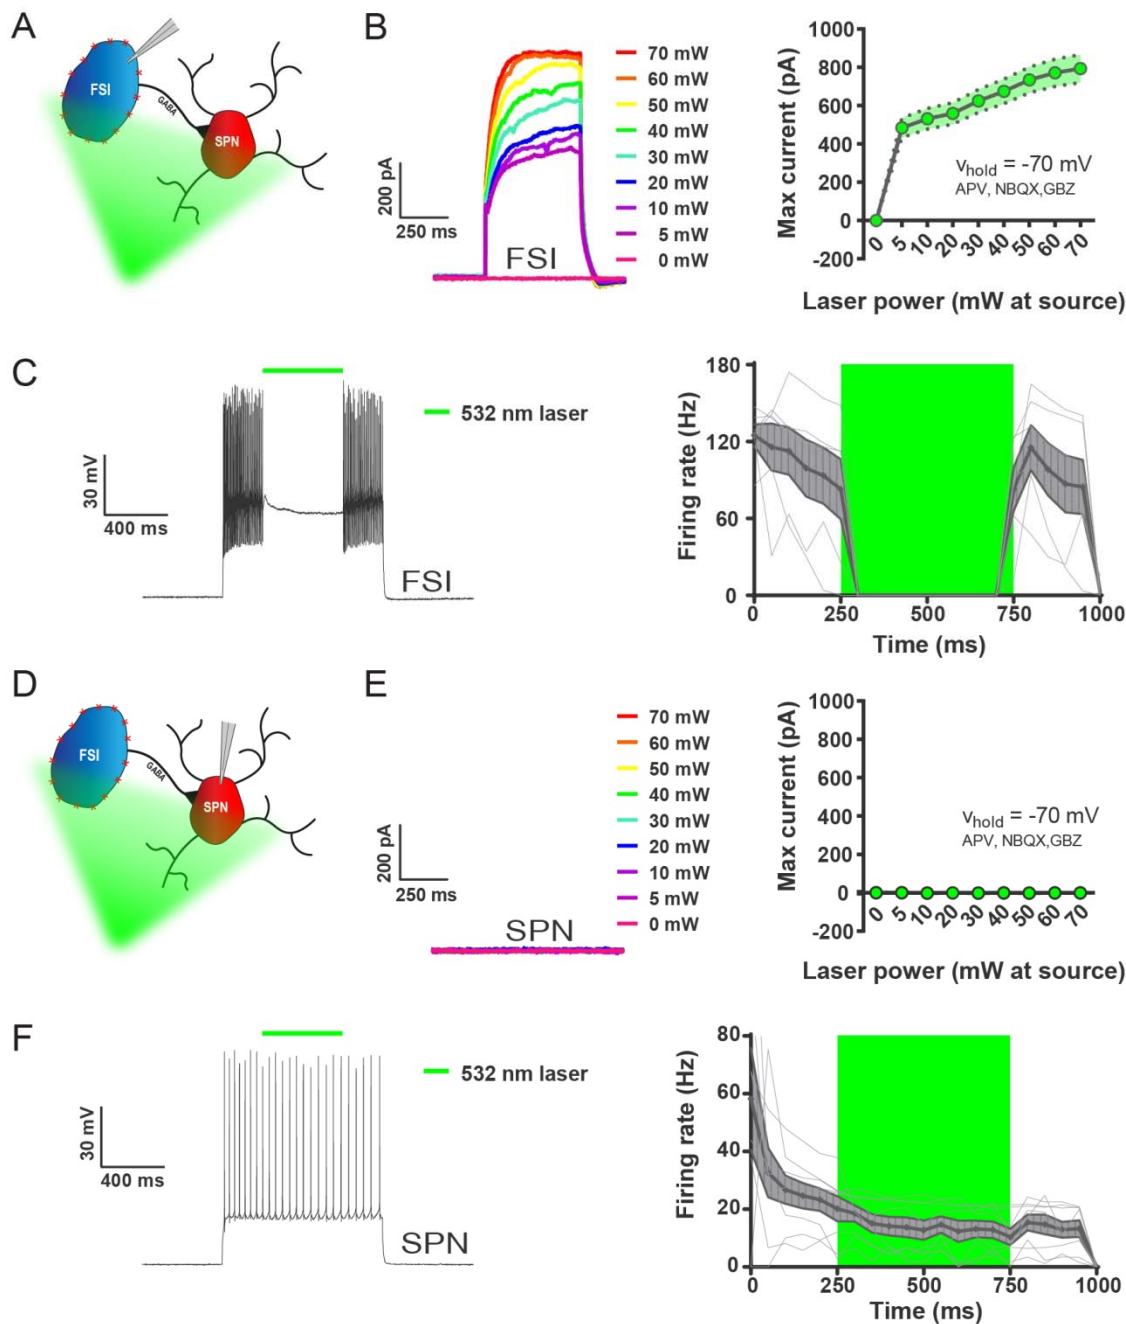 A
FSI
GABA
SPN
B
200 pA
250 ms
FSI
70 mW
60 mW
50 mW
40 mW
30 mW
20 mW
10 mW
5 mW
0 mW
Max current (pA)
1000
800
600
400
200
0
-200
vhold = -70 mV
APV, NBQX,GBZ
0 5 10 20 30 40 50 60 70
Laser power (mW at source)
C
30 mV
400 ms
532 nm laser
FSI
Firing rate (Hz)
180
120
60
0
0 250 500 750 1000
Time (ms)
D
FSI
GABA
SPN
E
200 pA
250 ms
SPN
70 mW
60 mW
50 mW
40 mW
30 mW
20 mW
10 mW
5 mW
0 mW
Max current (pA)
1000
800
600
400
200
0
-200
vhold = -70 mV
APV, NBQX,GBZ
0 5 10 20 30 40 50 60 70
Laser power (mW at source)
F
30 mV
400 ms
532 nm laser
SPN
Firing rate (Hz)
80
60
40
20
0
0 250 500 750 1000
Time (ms)